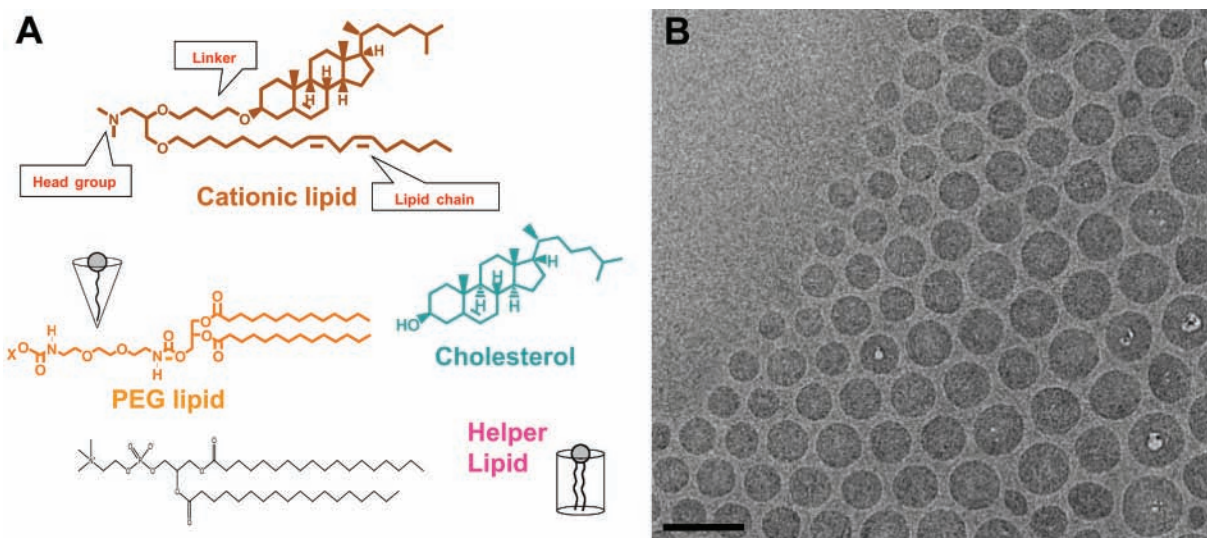 A
Linker
H
H
H
H
N
O
O
O
Head group
Cationic lipid
Lipid chain
H
H
H
H
HO
Cholesterol
H
N
O
O
O
O
O
O
X
O
N
H
O
O
O
PEG lipid
Helper
Lipid
B